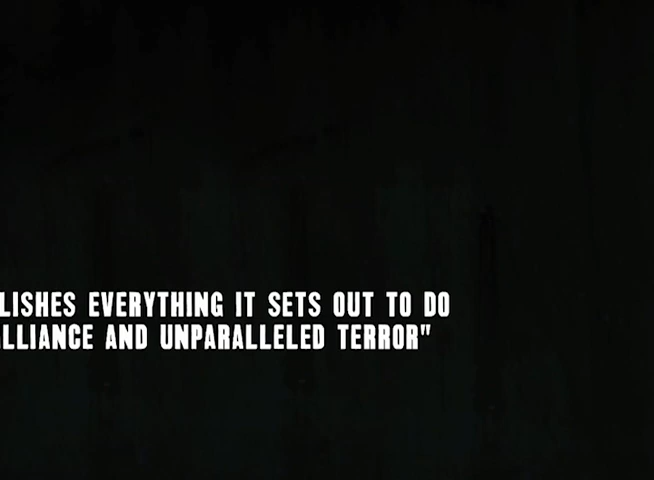 LISHES EVERYTHING IT SETS OUT TO DO
LLIANCE AND UNPARALLELED TERROR"